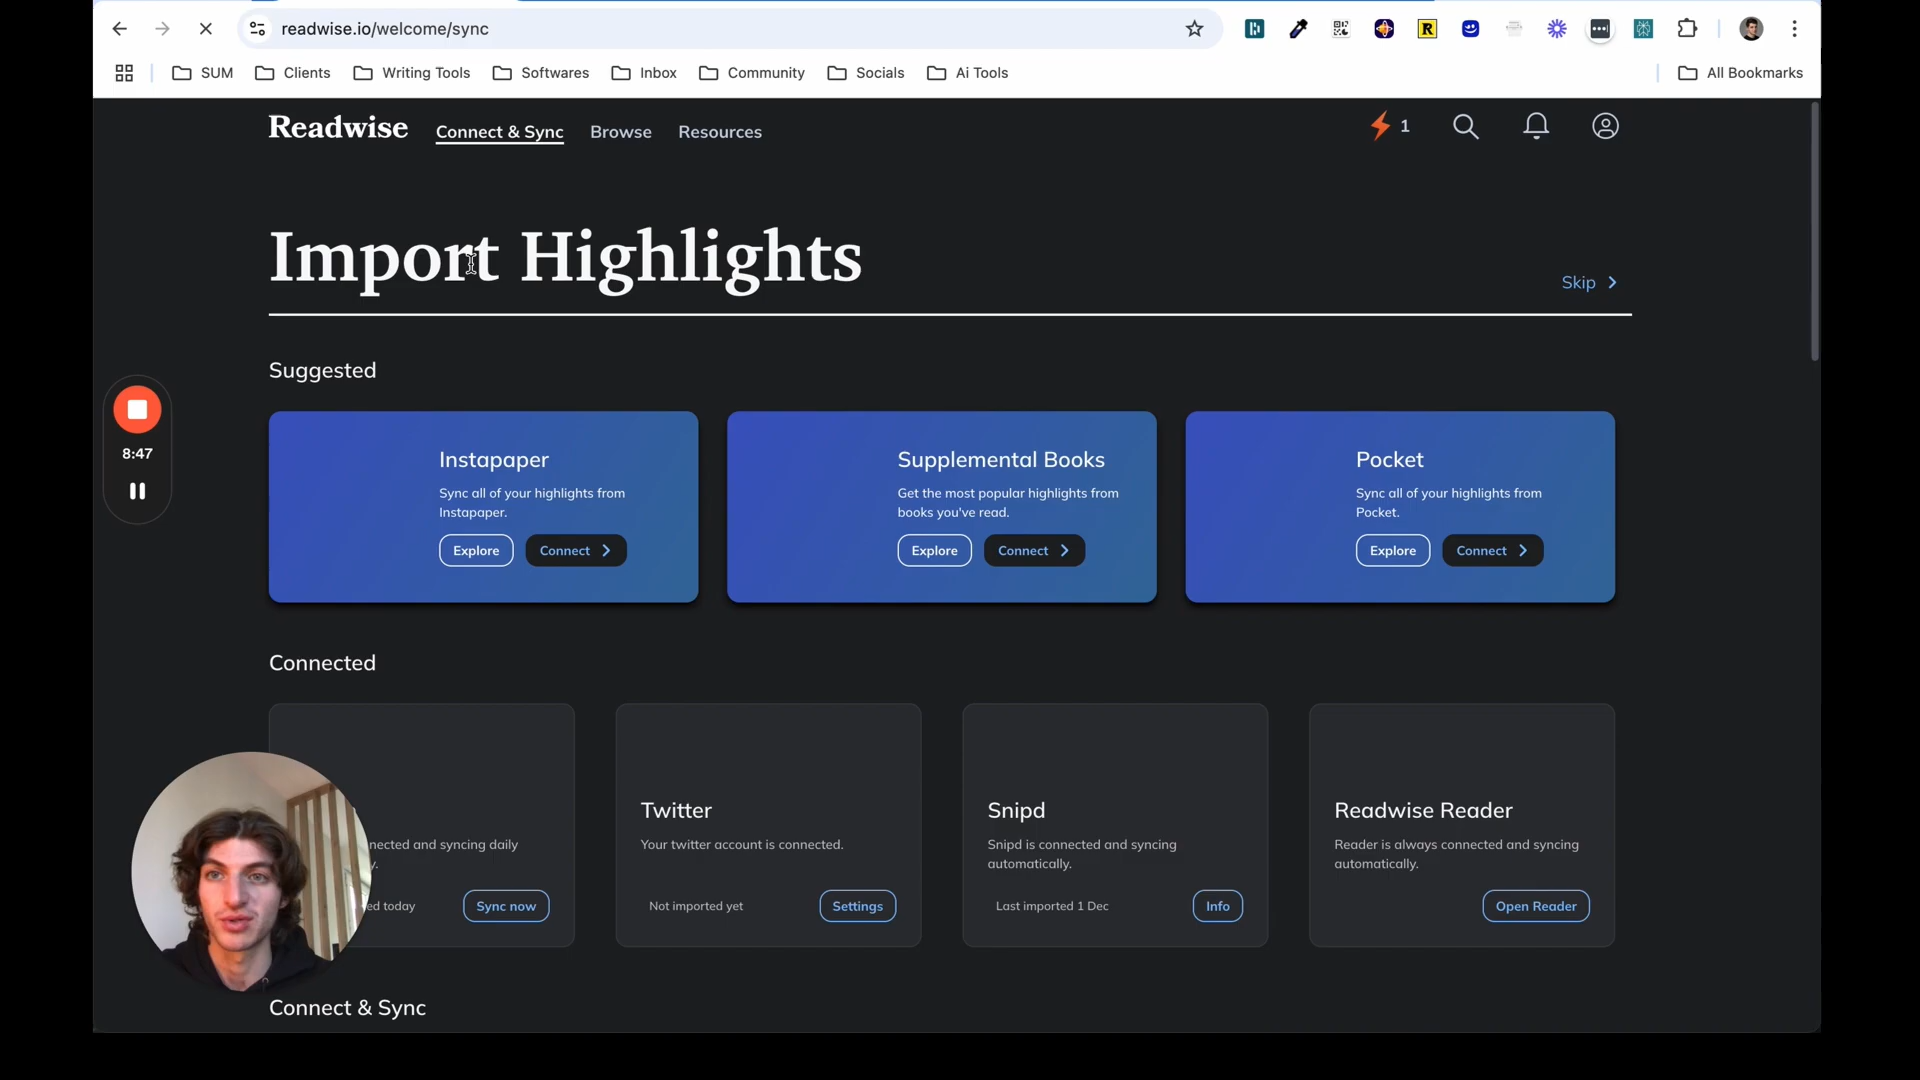 readwise.io/welcome/sync
SUM
Clients
Writing Tools
Softwares
Inbox
Community
Socials
Ai Tools
All Bookmarks
Readwise
Connect & Sync
Browse
Resources
1
Import Highlights
Skip
Suggested
Instapaper
Sync all of your highlights from
Instapaper.
Explore
Connect
Supplemental Books
Get the most popular highlights from
books you've read.
Explore
Connect
Pocket
Sync all of your highlights from
Pocket.
Explore
Connect
8:47
Connected
nected and syncing daily
ed today
Sync now
Twitter
Your twitter account is connected.
Not imported yet
Settings
Snipd
Snipd is connected and syncing
automatically.
Last imported 1 Dec
Info
Readwise Reader
Reader is always connected and syncing
automatically.
Open Reader
Connect & Sync